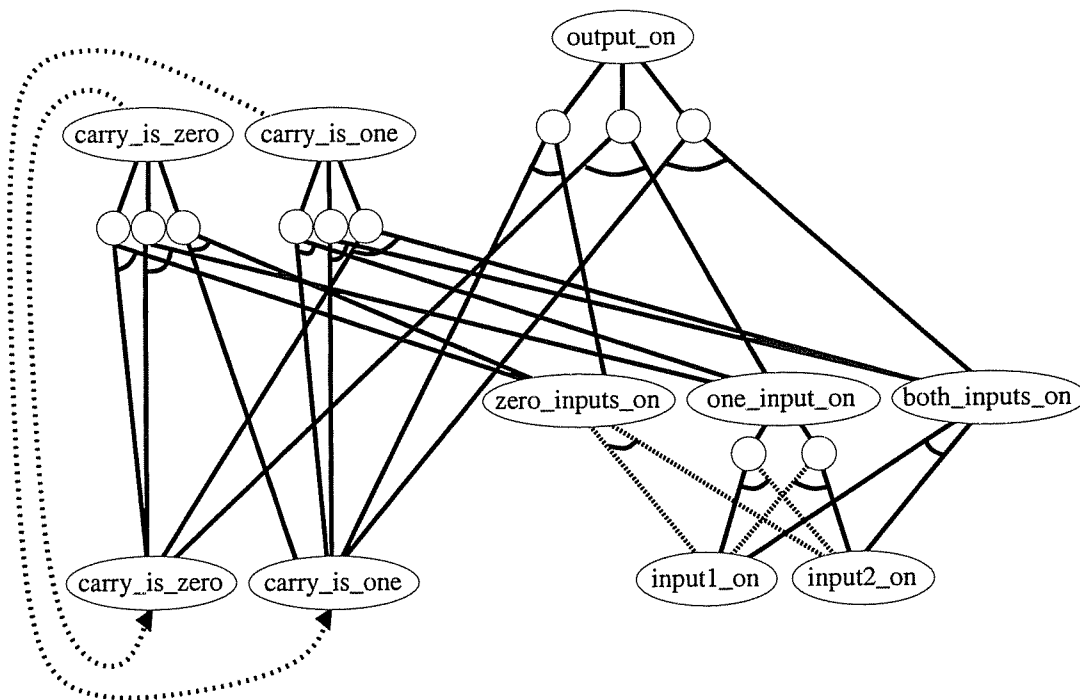 output_on
carry_is_zero
carry_is_one
zero_inputs_on
one_input_on
both_inputs_on
carry_is_zero
carry_is_one
input1_on
input2_on